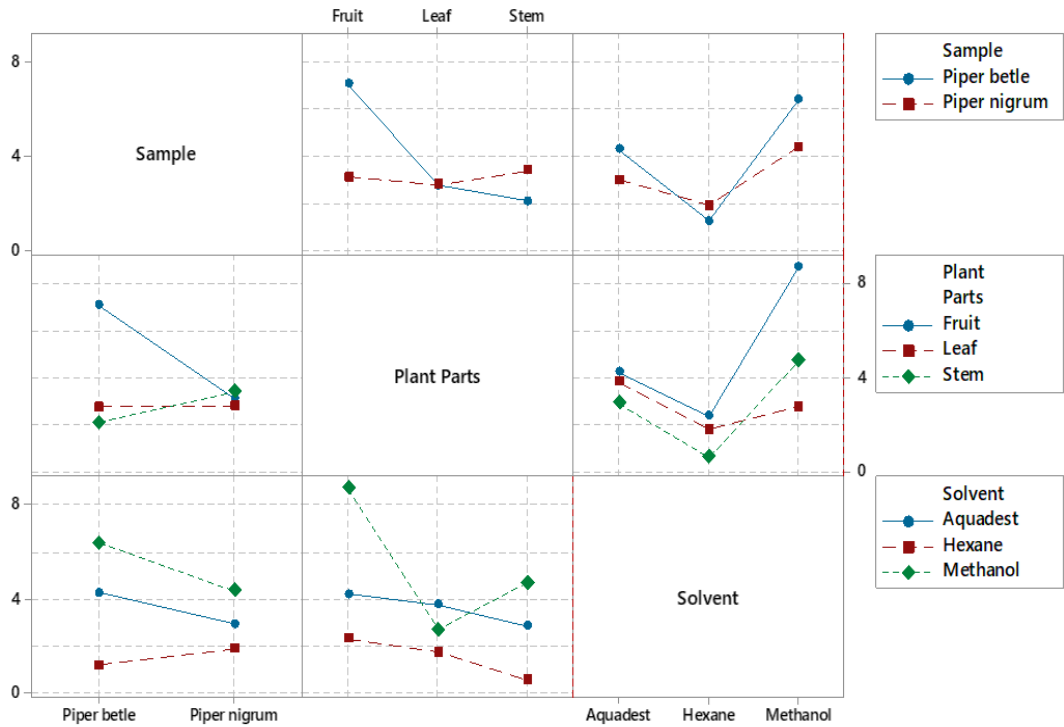 Fruit Leaf Stem
8
4
0
Sample
Sample
Piper betle
Piper nigrum
Plant Parts
8
4
0
Plant
Parts
Fruit
Leaf
Stem
8
4
0
Solvent
Solvent
Aquadest
Hexane
Methanol
Piper betle Piper nigrum Aquadest Hexane Methanol